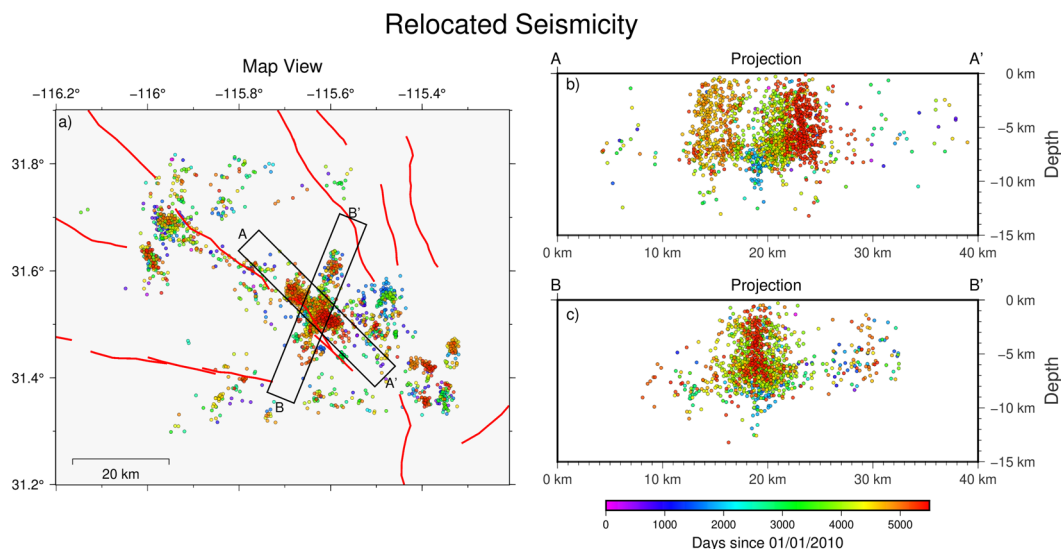 Relocated Seismicity
Map View
−116.2 −116° −115.8° −115.6° −115.4°
a)
31.8°
31.6°
31.4°
31.2°
A
B'
B
A'
20 km
A Projection A'
b)
0 km
−5 km
−10 km
−15 km
Depth
0 km 10 km 20 km 30 km 40 km
B Projection B'
c)
0 km
−5 km
−10 km
−15 km
Depth
0 km 10 km 20 km 30 km 40 km
0 1000 2000 3000 4000 5000
Days since 01/01/2010